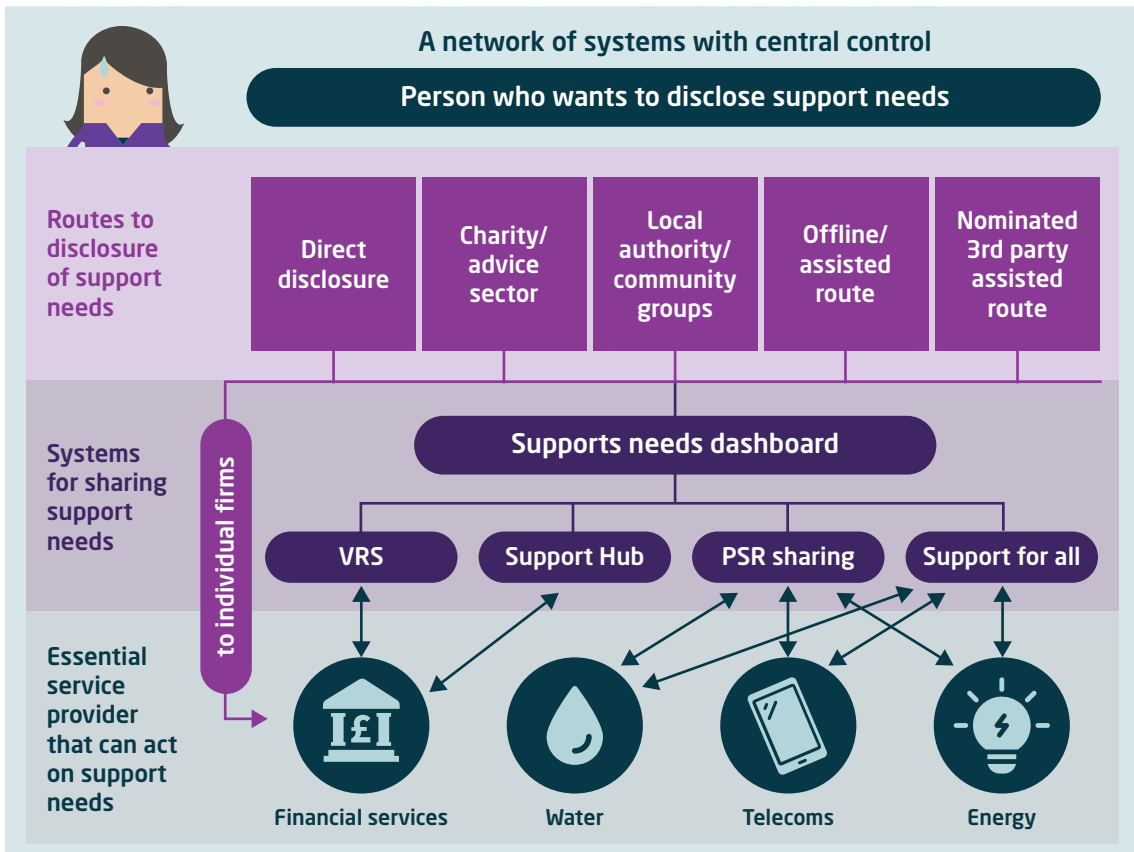 A network of systems with central control
Person who wants to disclose support needs
Routes to
disclosure
of support
needs
Direct
disclosure
Charity/
advice
sector
Local
authority/
community
groups
Offline/
assisted
route
Nominated
3rd party
assisted
route
Systems
for sharing
support
needs
to individual firms
Supports needs dashboard
VRS
Support Hub
PSR sharing
Support for all
Essential
service
provider
that can act
on support
needs
£
Financial services
Water
Telecoms
Energy